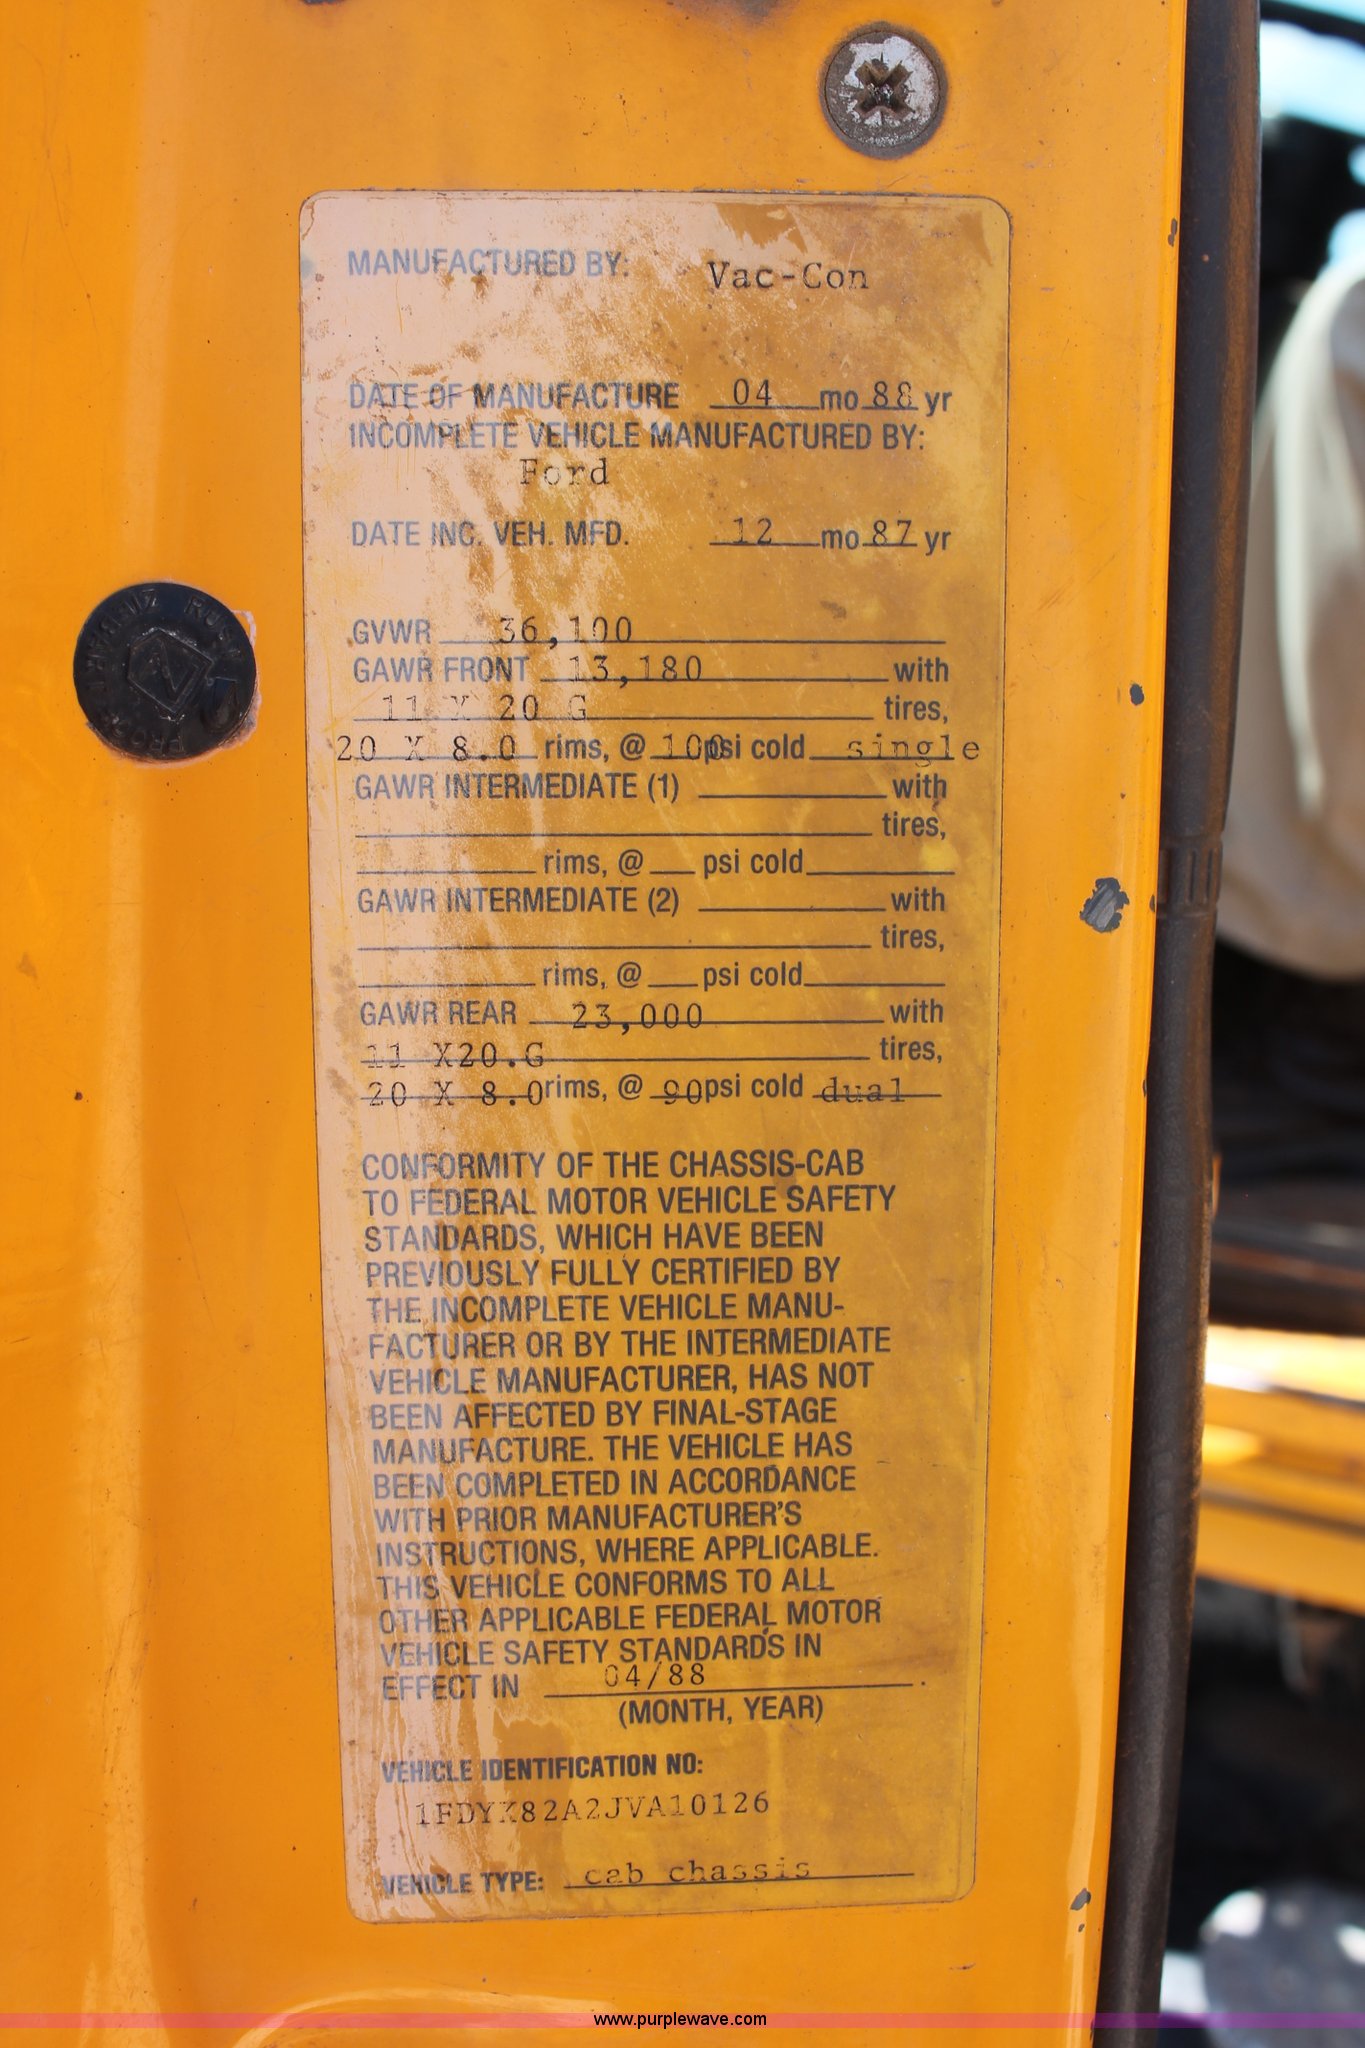 MANUFACTURED BY: Vac-Con
DATE OF MANUFACTURE 04 mo 88 yr
INCOMPLETE VEHICLE MANUFACTURED BY:
Ford
DATE INC. VEH. MFD. 12 mo 87 yr
GVWR 36,100
ZIEBART RUST
PROOF
GAWR FRONT 13,180 with
11 X 20 G tires,
20 X 8.0 rims, @ 100 psi cold single
GAWR INTERMEDIATE (1) with
tires,
rims, @ psi cold
GAWR INTERMEDIATE (2) with
tires,
rims, @ psi cold
GAWR REAR 23,000 with
11 X20.G tires,
20 X 8.0 rims, @ 90 psi cold dual
CONFORMITY OF THE CHASSIS-CAB
TO FEDERAL MOTOR VEHICLE SAFETY
STANDARDS, WHICH HAVE BEEN
PREVIOUSLY FULLY CERTIFIED BY
THE INCOMPLETE VEHICLE MANU-
FACTURER OR BY THE INTERMEDIATE
VEHICLE MANUFACTURER, HAS NOT
BEEN AFFECTED BY FINAL-STAGE
MANUFACTURE. THE VEHICLE HAS
BEEN COMPLETED IN ACCORDANCE
WITH PRIOR MANUFACTURER'S
INSTRUCTIONS, WHERE APPLICABLE.
THIS VEHICLE CONFORMS TO ALL
OTHER APPLICABLE FEDERAL MOTOR
VEHICLE SAFETY STANDARDS IN
EFFECT IN 04/88.
(MONTH, YEAR)
VEHICLE IDENTIFICATION NO:
1FDYK82A2JVA10126
VEHICLE TYPE: cab chassis
www.purplewave.com